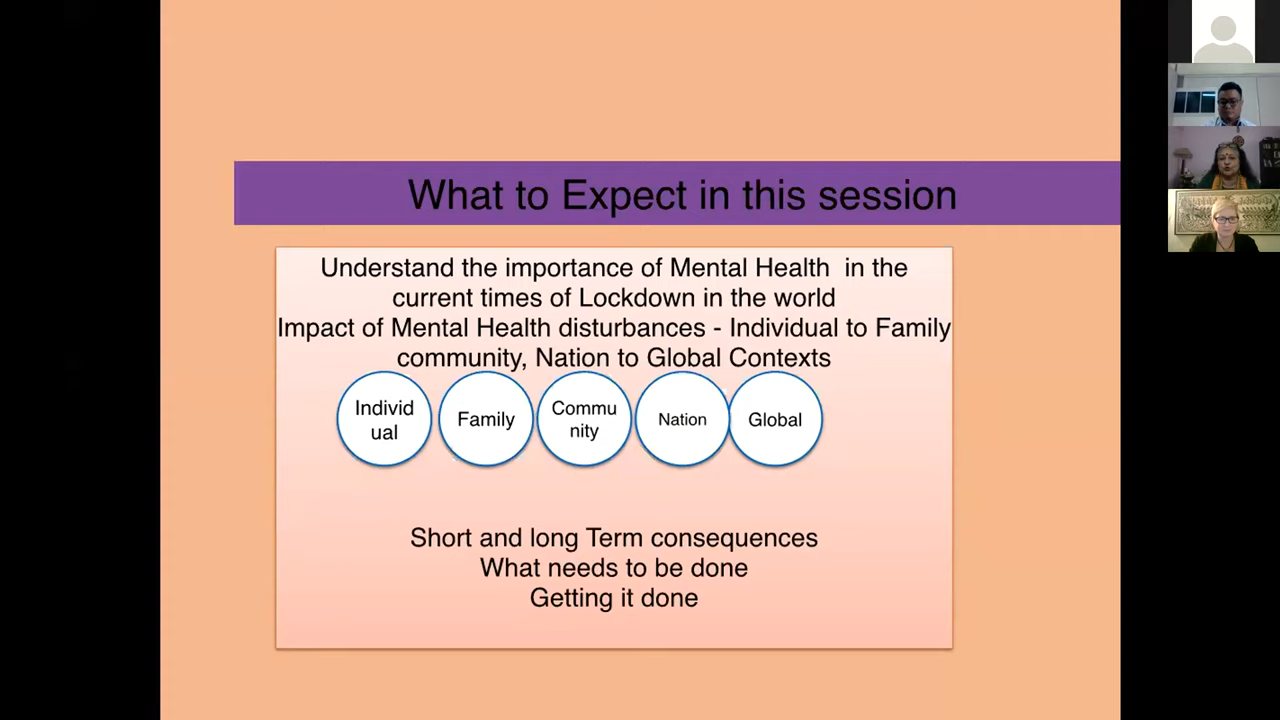 What to Expect in this session
Understand the importance of Mental Health in the
current times of Lockdown in the world
Impact of Mental Health disturbances - Individual to Family
community, Nation to Global Contexts
Individ
ual
Family
Commu
nity
Nation
Global
Short and long Term consequences
What needs to be done
Getting it done